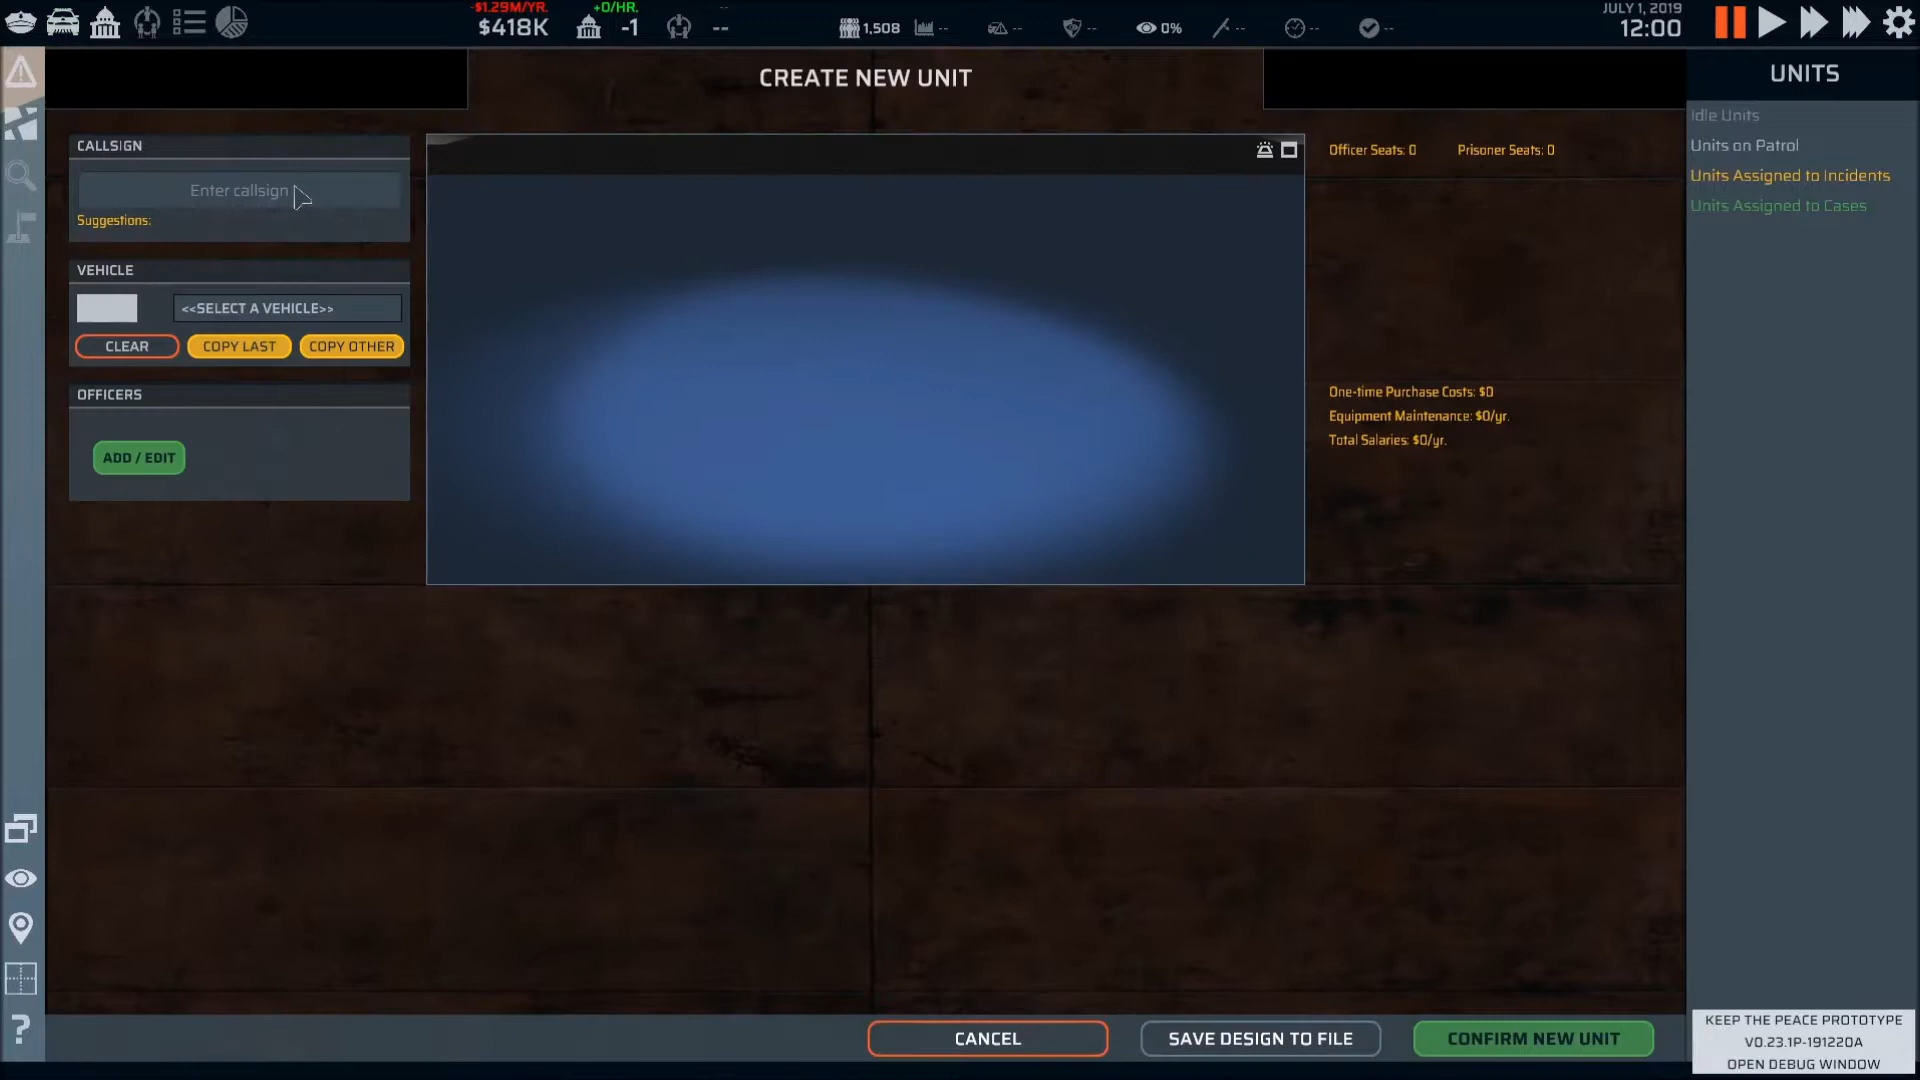 -$1.29M/YR.
$418K
+0/HR.
-1
--
--
1,508
--
--
--
0%
--
--
--
JULY 1, 2019
12:00
CREATE NEW UNIT
UNITS
Idle Units
Units on Patrol
Units Assigned to Incidents
Units Assigned to Cases
CALLSIGN
Enter callsign
Suggestions:
VEHICLE
<<SELECT A VEHICLE>>
CLEAR
COPY LAST
COPY OTHER
OFFICERS
ADD / EDIT
Officer Seats: 0
Prisoner Seats: 0
One-time Purchase Costs: $0
Equipment Maintenance: $0/yr.
Total Salaries: $0/yr.
?
CANCEL
SAVE DESIGN TO FILE
CONFIRM NEW UNIT
KEEP THE PEACE PROTOTYPE
V0.23.1P-191220A
OPEN DEBUG WINDOW